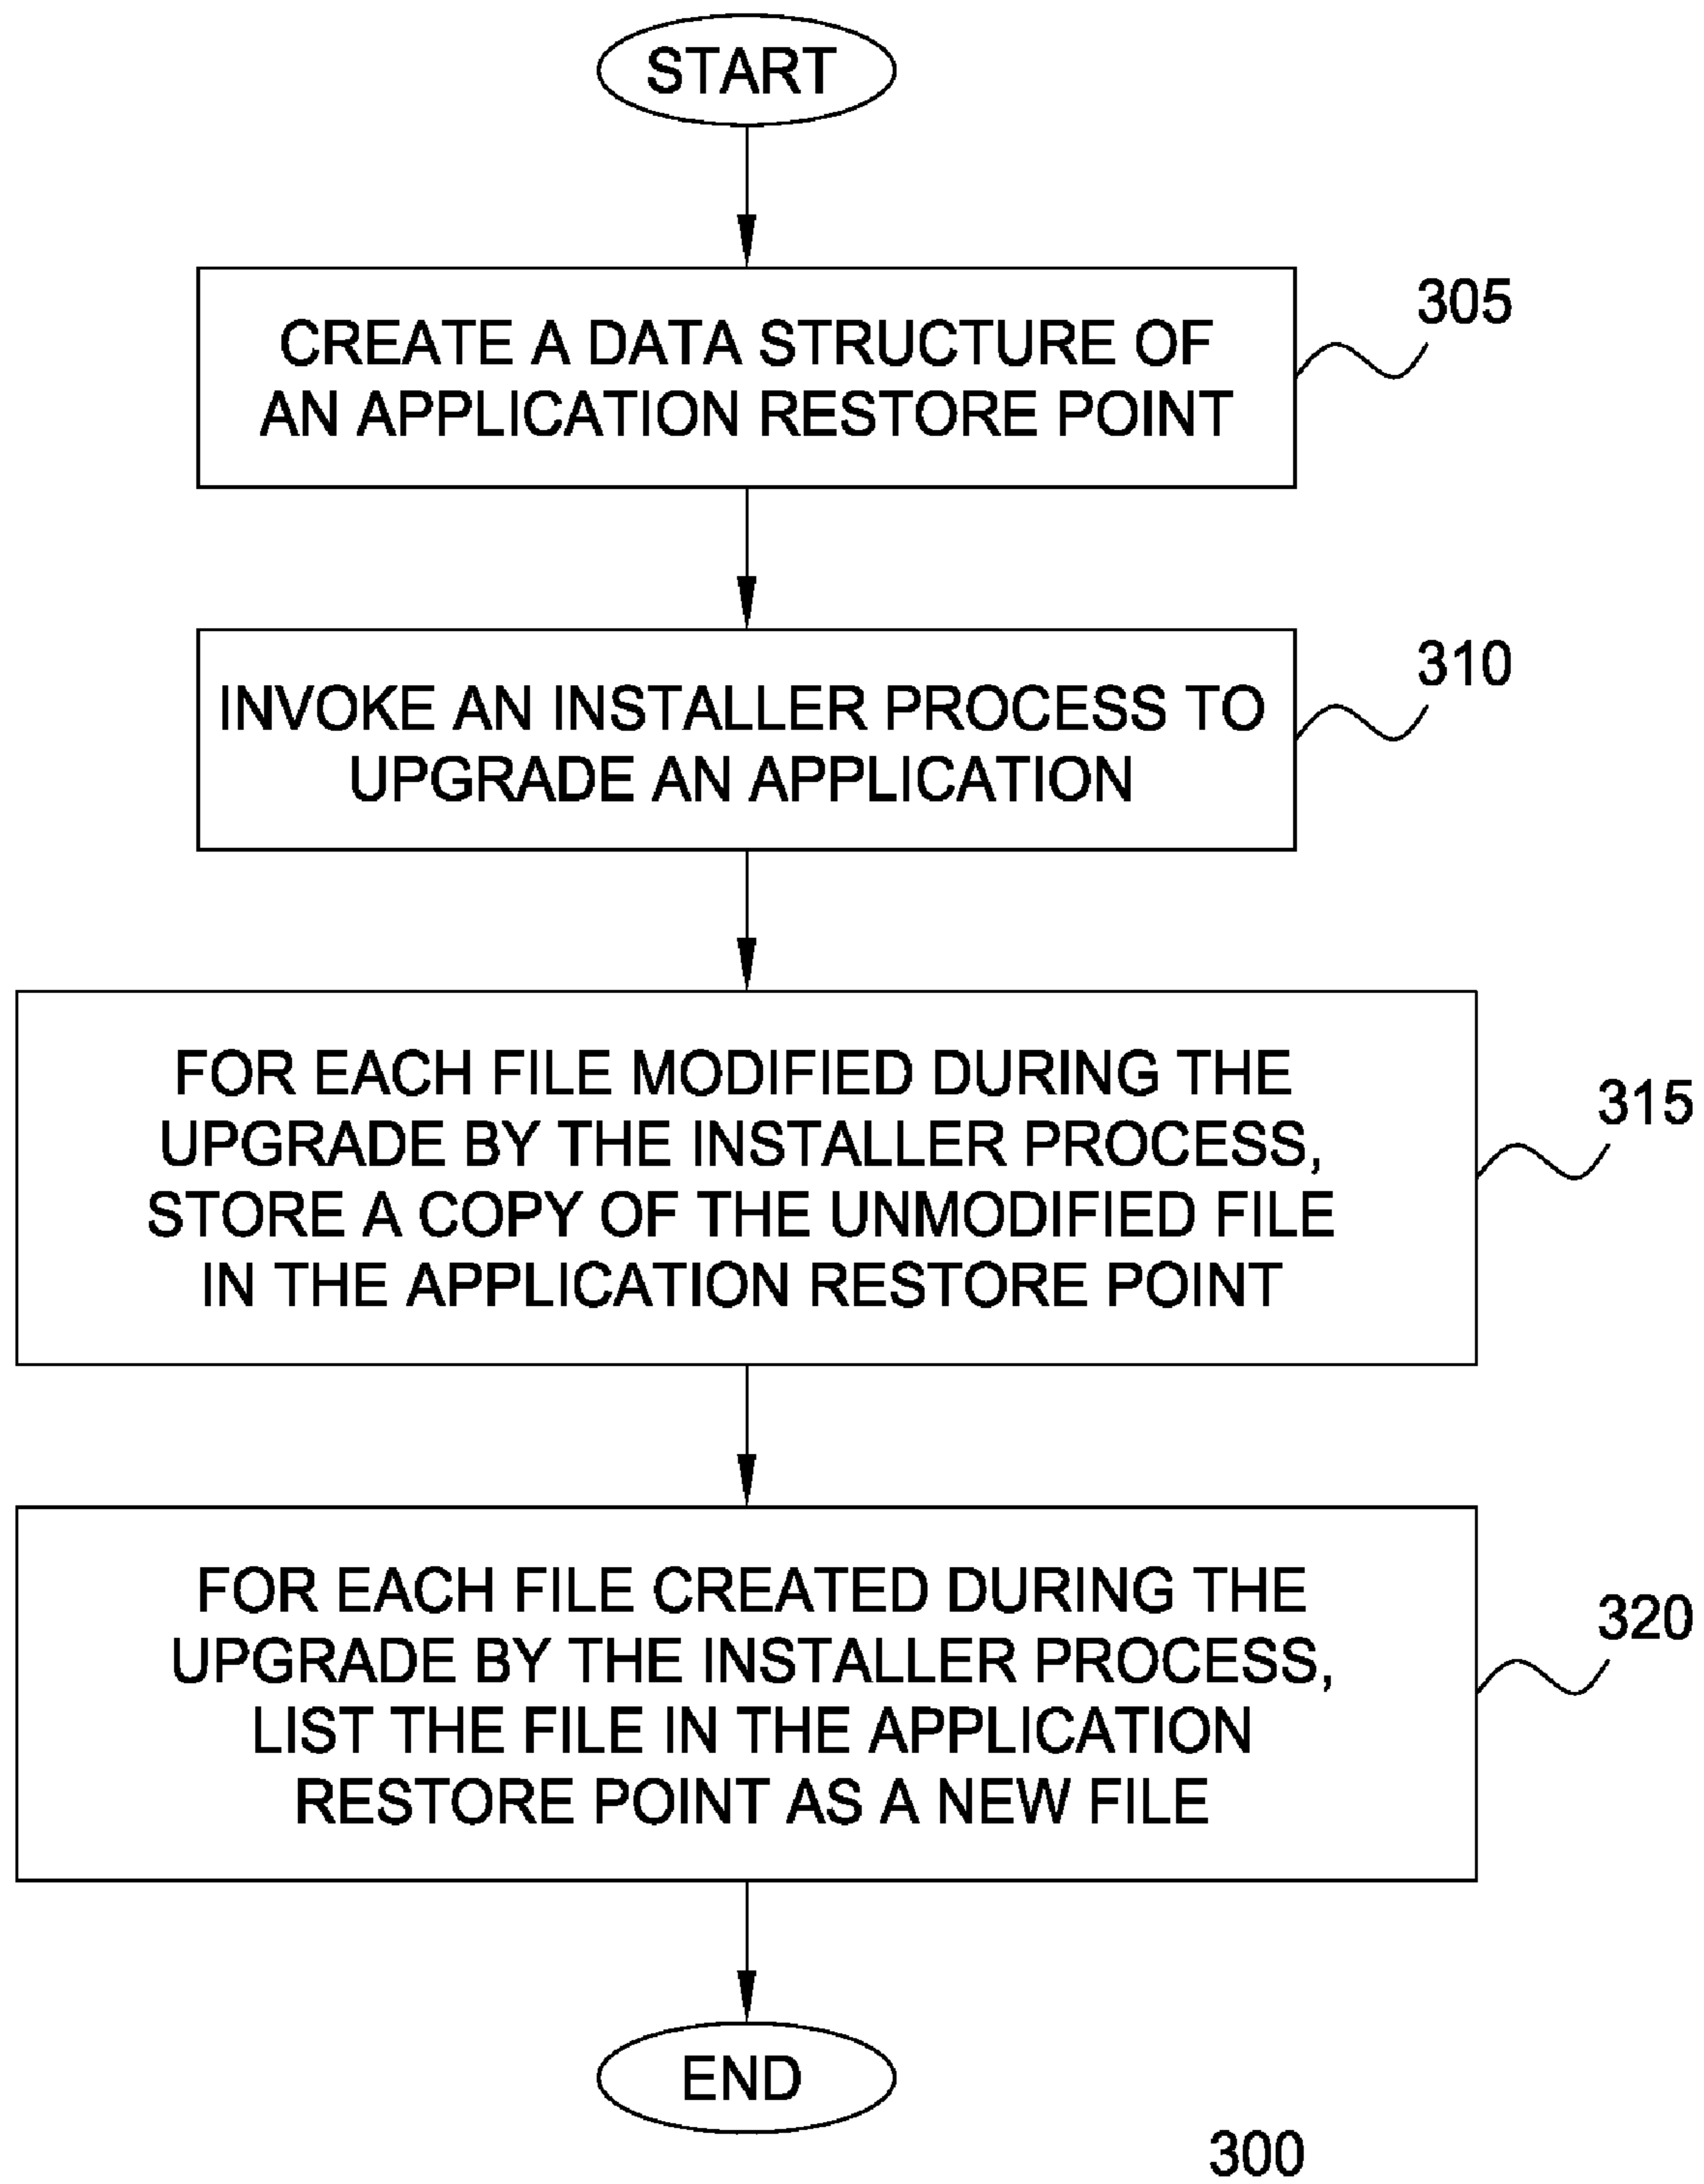 START
CREATE A DATA STRUCTURE OF
AN APPLICATION RESTORE POINT
305
INVOKE AN INSTALLER PROCESS TO
UPGRADE AN APPLICATION
310
FOR EACH FILE MODIFIED DURING THE
UPGRADE BY THE INSTALLER PROCESS,
STORE A COPY OF THE UNMODIFIED FILE
IN THE APPLICATION RESTORE POINT
315
FOR EACH FILE CREATED DURING THE
UPGRADE BY THE INSTALLER PROCESS,
LIST THE FILE IN THE APPLICATION
RESTORE POINT AS A NEW FILE
320
END
300